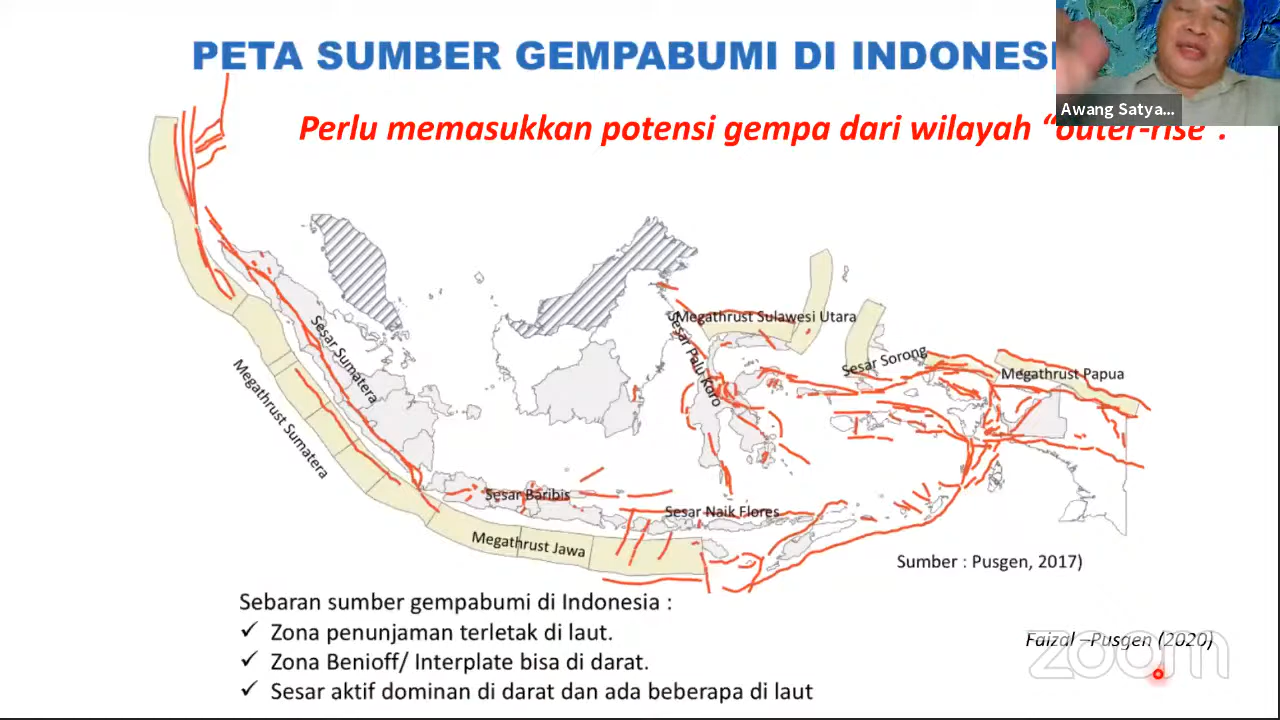 PETA SUMBER GEMPABUMI DI INDONESI
Awang Satya...
Perlu memasukkan potensi gempa dari wilayah “outer-rise”.
Megathrust Sulawesi Utara
Sesar Sumatera
Sesar Palu Koro
Sesar Sorong
Megathrust Papua
Megathrust Sumatera
Sesar Baribis
Sesar Naik Flores
Megathrust Jawa
Sumber : Pusgen, 2017)
Sebaran sumber gempabumi di Indonesia :
✓ Zona penunjaman terletak di laut.
✓ Zona Benioff/ Interplate bisa di darat.
✓ Sesar aktif dominan di darat dan ada beberapa di laut
Faizal –Pusgen (2020)
zoom